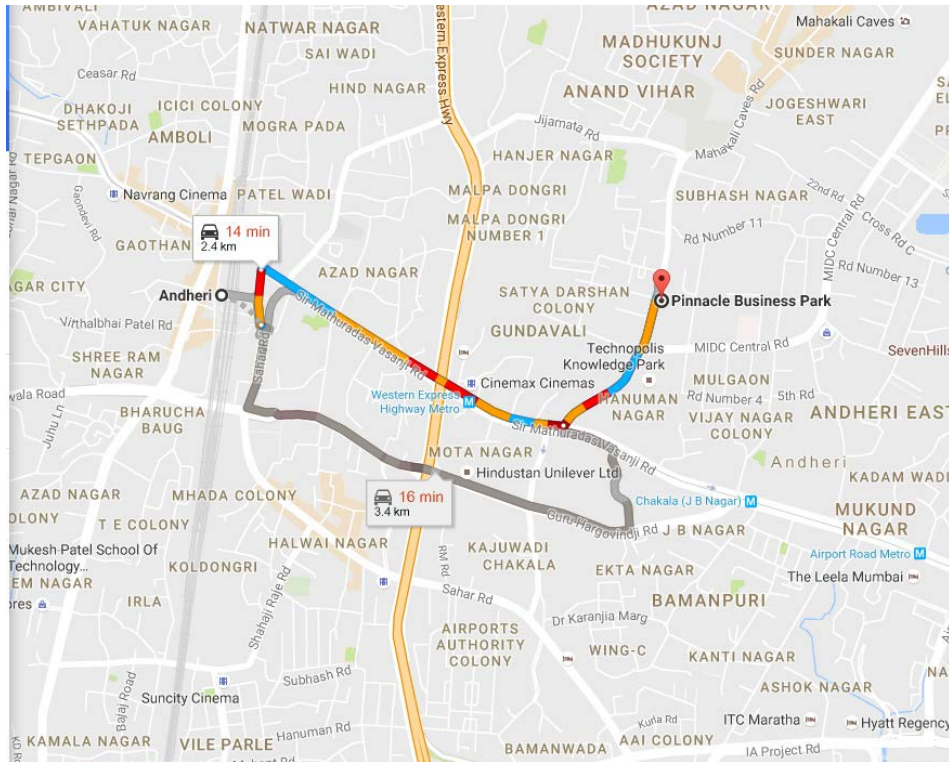 AMBIVALI
VAHATUK NAGAR
NATWAR NAGAR
AZAD NAGAR
Mahakali Caves
SAI WADI
MADHUKUNJ
SOCIETY
SUNDER NAGAR
Ceasar Rd
HIND NAGAR
Western Express Hwy
ANAND VIHAR
DHAKOJI
SETHPADA
ICICI COLONY
AMBOLI
MOGRA PADA
Jijamata Rd
Mahakali Caves Rd
JOGESHWARI
EAST
TEPGAON
HANJER NAGAR
Navrang Cinema
PATEL WADI
MALPA DONGRI
SUBHASH NAGAR
22nd Rd
Cross Rd C
Gaondevi Rd
MALPA DONGRI
NUMBER 1
Rd Number 11
MIDC Central Rd
14 min
2.4 km
GAOTHAN
AZAD NAGAR
Rd Number 13
AGAR CITY
Andheri
SATYA DARSHAN
COLONY
Pinnacle Business Park
Sir Mathuradas Vasanji Rd
Vithalbhai Patel Rd
GUNDAVALI
Sahar Rd
Technopolis
Knowledge Park
MIDC Central Rd
SevenHills
SHREE RAM
NAGAR
Cinemax Cinemas
MULGAON
Rd Number 4
5th Rd
Western Express
Highway Metro
HANUMAN
NAGAR
wala Road
Juhu Ln
BHARUCHA
BAUG
VIJAY NAGAR
COLONY
ANDHERI EAST
Sir Mathuradas Vasanji Rd
MOTA NAGAR
Andheri
Hindustan Unilever Ltd
KADAM WADI
AZAD NAGAR
MHADA COLONY
16 min
3.4 km
Chakala (J B Nagar)
MUKUND
NAGAR
OLONY
T E COLONY
Guru Hargovindji Rd
J B NAGAR
HALWAI NAGAR
KAJUWADI
CHAKALA
Mukesh Patel School Of
Technology...
KOLDONGRI
RM Rd
Airport Road Metro
EM NAGAR
EKTA NAGAR
The Leela Mumbai
ores
IRLA
Shahaji Raje Rd
Sahar Rd
BAMANPURI
Dr Karanjia Marg
AIRPORTS
AUTHORITY
COLONY
WING-C
KANTI NAGAR
Subhash Rd
Suncity Cinema
Bajaj Road
ASHOK NAGAR
Kurla Rd
ITC Maratha
Hyatt Regency
Hanuman Rd
KAMALA NAGAR
VILE PARLE
BAMANWADA
AAI COLONY
IA Project Rd